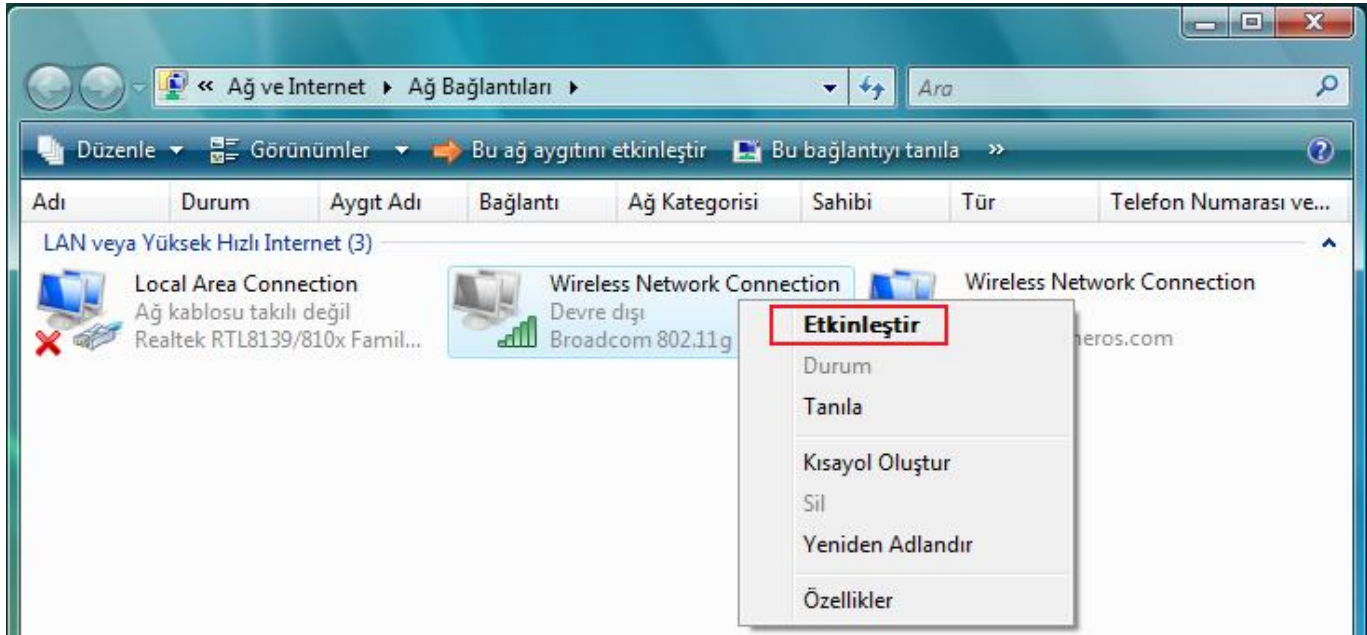 « Ağ ve Internet ▸ Ağ Bağlantıları ▸ Ara
Düzenle Görünümler Bu ağ aygıtını etkinleştir Bu bağlantıyı tanıla »
Adı Durum Aygıt Adı Bağlantı Ağ Kategorisi Sahibi Tür Telefon Numarası ve...
LAN veya Yüksek Hızlı Internet (3)
Local Area Connection
Ağ kablosu takılı değil
Realtek RTL8139/810x Famil...
Wireless Network Connection
Devre dışı
Broadcom 802.11g
Wireless Network Connection
Etkinleştir
Durum
Tanıla
Kısayol Oluştur
Sil
Yeniden Adlandır
Özellikler